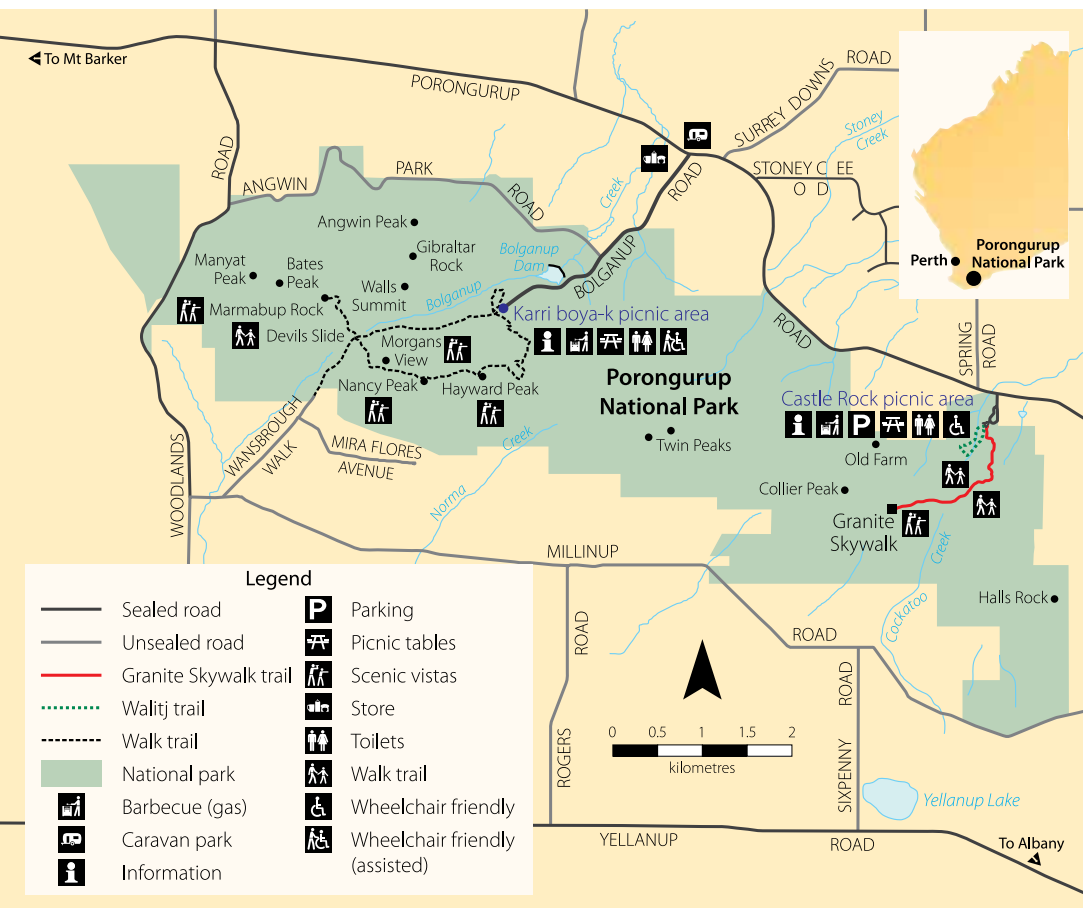 To Mt Barker
PORONGURUP
ROAD
SURREY DOWNS
ROAD
Stoney
Creek
STONEY C EE
O D
ROAD
ANGWIN
PARK
ROAD
Creek
ROAD
BOLGANUP
Angwin Peak
Gibraltar
Rock
Bolganup
Dam
Bolganup
Manyat
Peak
Bates
Peak
Walls
Summit
Marmabup Rock
Devils Slide
Morgans
View
Nancy Peak
Hayward Peak
Karri boya-k picnic area
Porongurup
National Park
Twin Peaks
Perth
Porongurup
National Park
ROAD
SPRING
ROAD
Castle Rock picnic area
P
Old Farm
Collier Peak
Granite
Skywalk
Creek
Cockatoo
Halls Rock
WOODLANDS
WANSBROUGH
WALK
MIRA FLORES
AVENUE
Creek
Norma
MILLINUP
ROAD
ROAD
ROGERS
ROAD
SIXPENNY
Yellanup Lake
YELLANUP
ROAD
To Albany
0 0.5 1 1.5 2
kilometres
Legend
Sealed road
Unsealed road
Granite Skywalk trail
Walitj trail
Walk trail
National park
Barbecue (gas)
Caravan park
Information
P Parking
Picnic tables
Scenic vistas
Store
Toilets
Walk trail
Wheelchair friendly
Wheelchair friendly
(assisted)